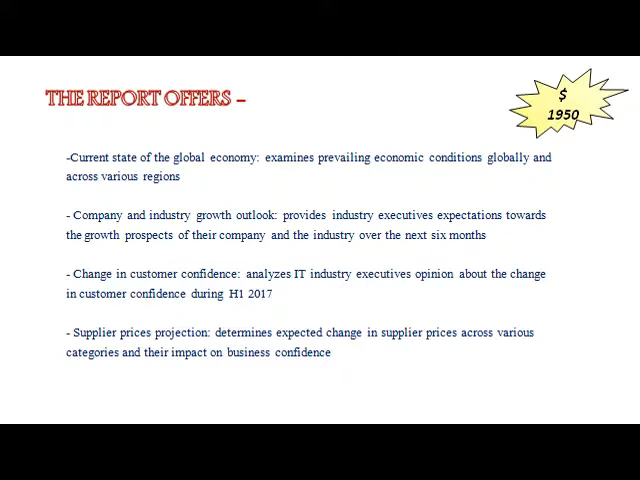 THE REPORT OFFERS –
$
1950
-Current state of the global economy: examines prevailing economic conditions globally and
across various regions
- Company and industry growth outlook: provides industry executives expectations towards
the growth prospects of their company and the industry over the next six months
- Change in customer confidence: analyzes IT industry executives opinion about the change
in customer confidence during H1 2017
- Supplier prices projection: determines expected change in supplier prices across various
categories and their impact on business confidence